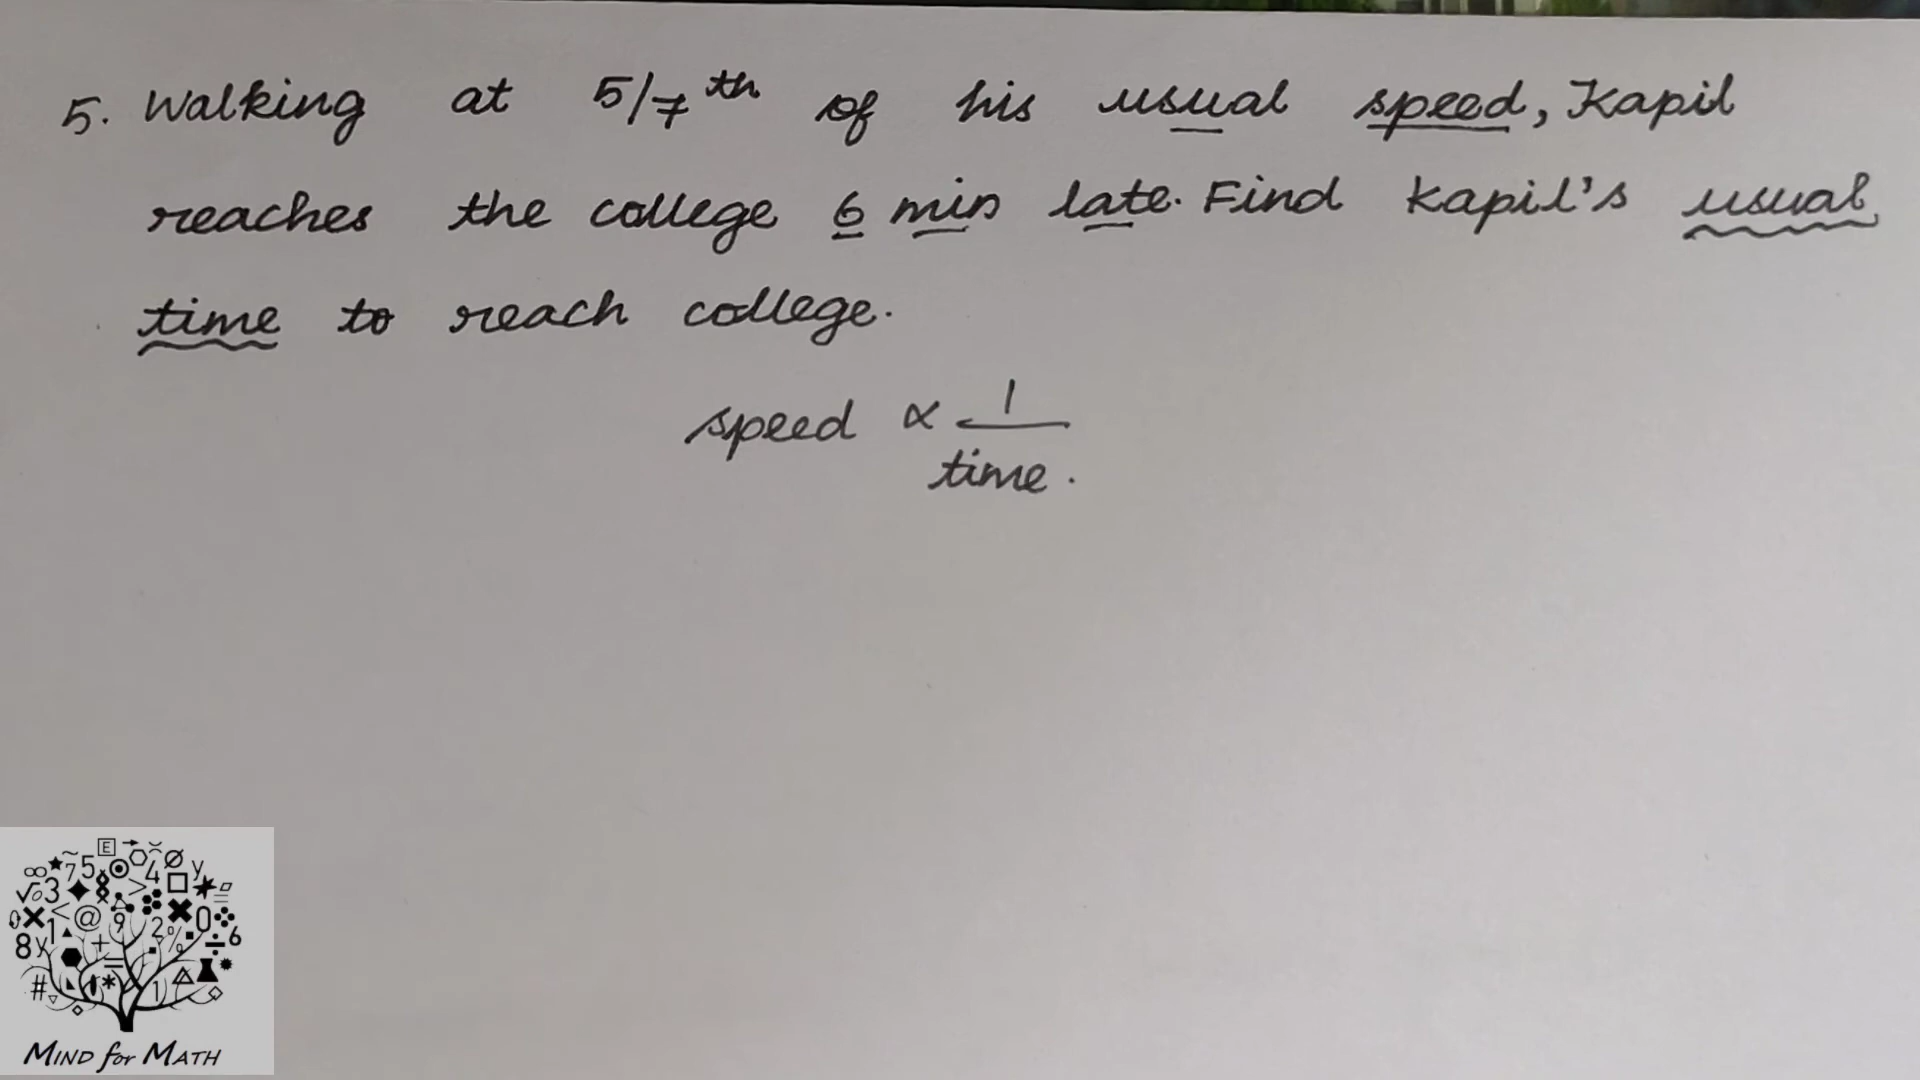 5. Walking at 5/7th of his usual speed, Kapil
reaches the college 6 min late. Find Kapil's usual
time to reach college.
speed ∝ 1
time.
MIND for MATH